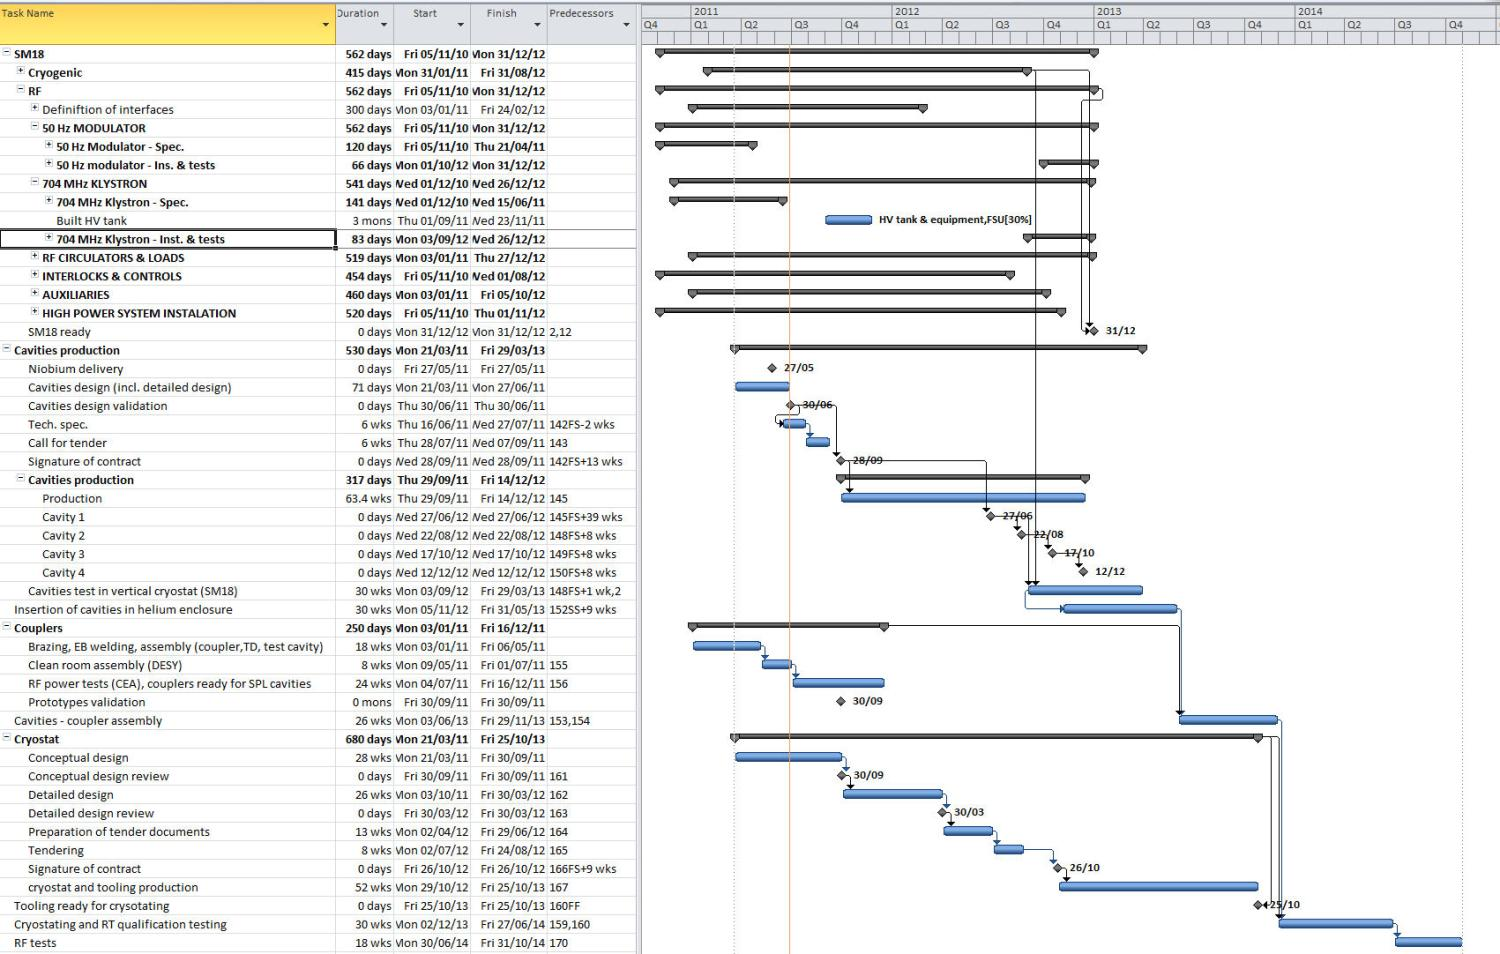 Task Name Duration Start Finish Predecessors
2011 2012 2013 2014
Q4 Q1 Q2 Q3 Q4 Q1 Q2 Q3 Q4 Q1 Q2 Q3 Q4 Q1 Q2 Q3 Q4
SM18 562 days Fri 05/11/10 Mon 31/12/12
Cryogenic 415 days Mon 31/01/11 Fri 31/08/12
RF 562 days Fri 05/11/10 Mon 31/12/12
Definiftion of interfaces 300 days Mon 03/01/11 Fri 24/02/12
50 Hz MODULATOR 562 days Fri 05/11/10 Mon 31/12/12
50 Hz Modulator - Spec. 120 days Fri 05/11/10 Thu 21/04/11
50 Hz modulator - Ins. & tests 66 days Mon 01/10/12 Mon 31/12/12
704 MHz KLYSTRON 541 days Wed 01/12/10 Wed 26/12/12
704 MHz Klystron - Spec. 141 days Wed 01/12/10 Wed 15/06/11
Built HV tank 3 mons Thu 01/09/11 Wed 23/11/11 HV tank & equipment,FSU[30%]
704 MHz Klystron - Inst. & tests 83 days Mon 03/09/12 Wed 26/12/12
RF CIRCULATORS & LOADS 519 days Mon 03/01/11 Thu 27/12/12
INTERLOCKS & CONTROLS 454 days Fri 05/11/10 Wed 01/08/12
AUXILIARIES 460 days Mon 03/01/11 Fri 05/10/12
HIGH POWER SYSTEM INSTALATION 520 days Fri 05/11/10 Thu 01/11/12
SM18 ready 0 days Mon 31/12/12 Mon 31/12/12 2,12 31/12
Cavities production 530 days Mon 21/03/11 Fri 29/03/13
Niobium delivery 0 days Fri 27/05/11 Fri 27/05/11 27/05
Cavities design (incl. detailed design) 71 days Mon 21/03/11 Mon 27/06/11
Cavities design validation 0 days Thu 30/06/11 Thu 30/06/11 30/06
Tech. spec. 6 wks Thu 16/06/11 Wed 27/07/11 142FS-2 wks
Call for tender 6 wks Thu 28/07/11 Wed 07/09/11 143
Signature of contract 0 days Wed 28/09/11 Wed 28/09/11 142FS+13 wks 28/09
Cavities production 317 days Thu 29/09/11 Fri 14/12/12
Production 63.4 wks Thu 29/09/11 Fri 14/12/12 145
Cavity 1 0 days Wed 27/06/12 Wed 27/06/12 145FS+39 wks 27/06
Cavity 2 0 days Wed 22/08/12 Wed 22/08/12 148FS+8 wks 22/08
Cavity 3 0 days Wed 17/10/12 Wed 17/10/12 149FS+8 wks 17/10
Cavity 4 0 days Wed 12/12/12 Wed 12/12/12 150FS+8 wks 12/12
Cavities test in vertical cryostat (SM18) 30 wks Mon 03/09/12 Fri 29/03/13 148FS+1 wk,2
Insertion of cavities in helium enclosure 30 wks Mon 05/11/12 Fri 31/05/13 152SS+9 wks
Couplers 250 days Mon 03/01/11 Fri 16/12/11
Brazing, EB welding, assembly (coupler,TD, test cavity) 18 wks Mon 03/01/11 Fri 06/05/11
Clean room assembly (DESY) 8 wks Mon 09/05/11 Fri 01/07/11 155
RF power tests (CEA), couplers ready for SPL cavities 24 wks Mon 04/07/11 Fri 16/12/11 156
Prototypes validation 0 mons Fri 30/09/11 Fri 30/09/11 30/09
Cavities - coupler assembly 26 wks Mon 03/06/13 Fri 29/11/13 153,154
Cryostat 680 days Mon 21/03/11 Fri 25/10/13
Conceptual design 28 wks Mon 21/03/11 Fri 30/09/11
Conceptual design review 0 days Fri 30/09/11 Fri 30/09/11 161 30/09
Detailed design 26 wks Mon 03/10/11 Fri 30/03/12 162
Detailed design review 0 days Fri 30/03/12 Fri 30/03/12 163 30/03
Preparation of tender documents 13 wks Mon 02/04/12 Fri 29/06/12 164
Tendering 8 wks Mon 02/07/12 Fri 24/08/12 165
Signature of contract 0 days Fri 26/10/12 Fri 26/10/12 166FS+9 wks 26/10
cryostat and tooling production 52 wks Mon 29/10/12 Fri 25/10/13 167
Tooling ready for crysotating 0 days Fri 25/10/13 Fri 25/10/13 160FF 25/10
Cryostating and RT qualification testing 30 wks Mon 02/12/13 Fri 27/06/14 159,160
RF tests 18 wks Mon 30/06/14 Fri 31/10/14 170